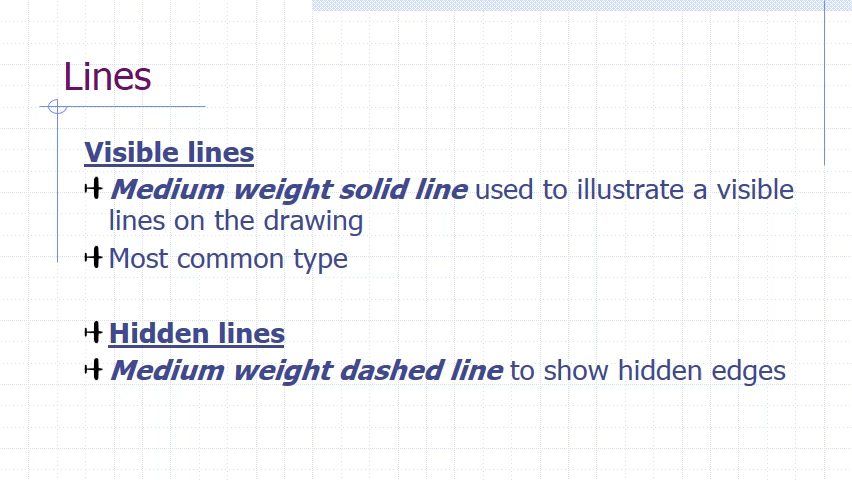 Lines
Visible lines
Medium weight solid line used to illustrate a visible
lines on the drawing
Most common type
Hidden lines
Medium weight dashed line to show hidden edges